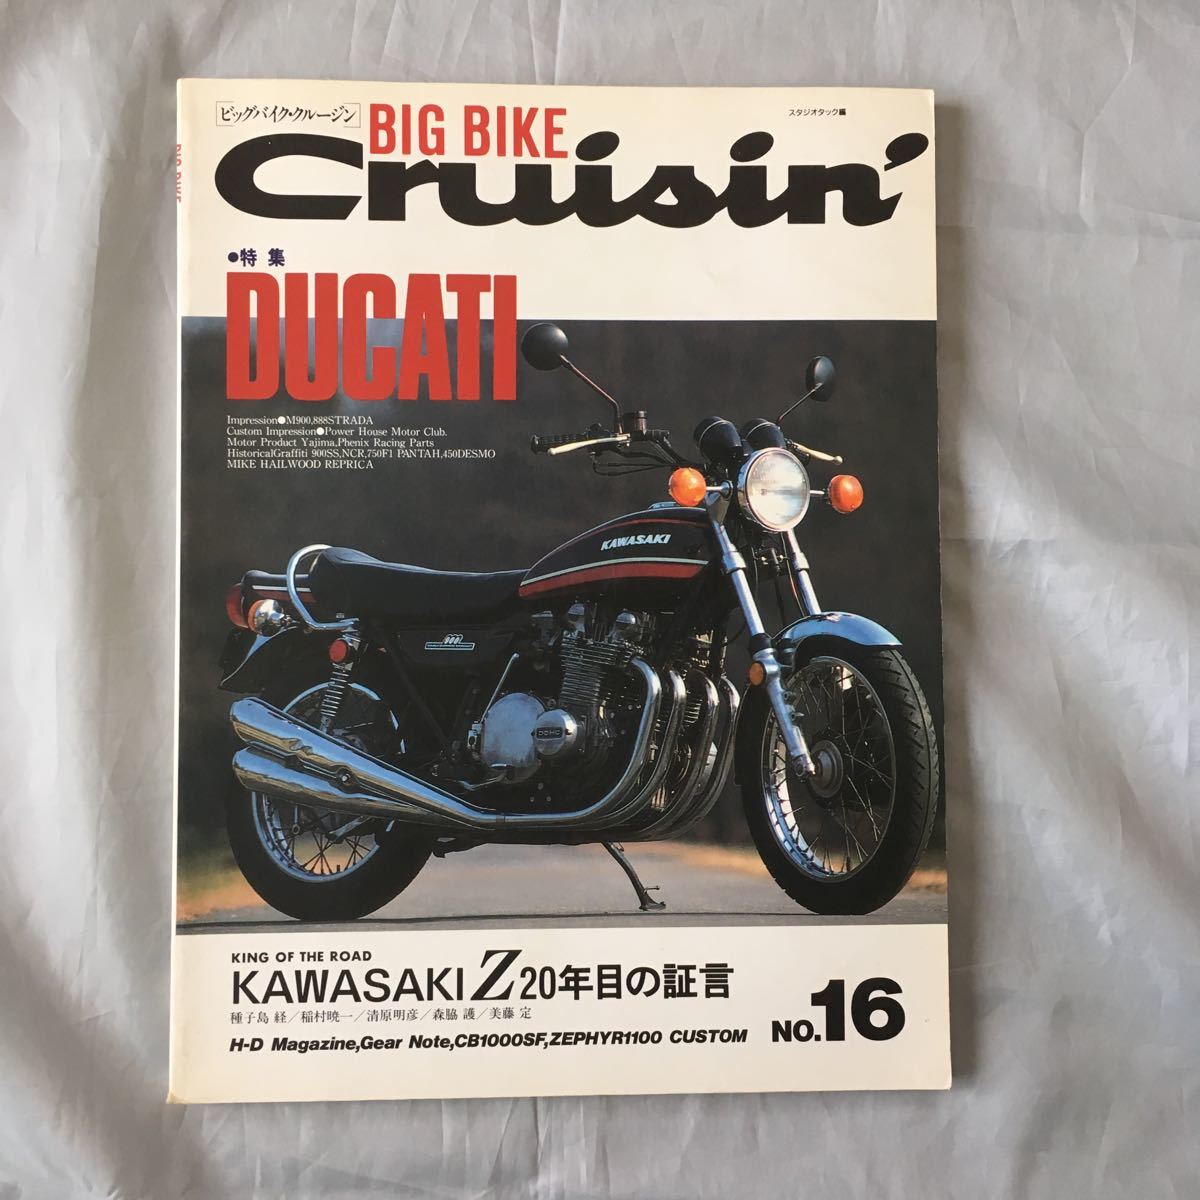 [ビッグバイク・クルージン]
BIG BIKE
スタジオタック編
Cruisin'
●特集
DUCATI
Impression●M900,888STRADA
Custom Impression●Power House Motor Club.
Motor Product Yajima,Phenix Racing Parts
HistoricalGraffiti 900SS,NCR,750F1 PANTAH,450DESMO
MIKE HAILWOOD REPRICA
KAWASAKI
900
DOHC
KING OF THE ROAD
KAWASAKI Z 20年目の証言
種子島 経／稲村暁一／清原明彦／森脇 護／美藤 定
H-D Magazine,Gear Note,CB1000SF,ZEPHYR1100 CUSTOM
NO.16
BIG BIKE